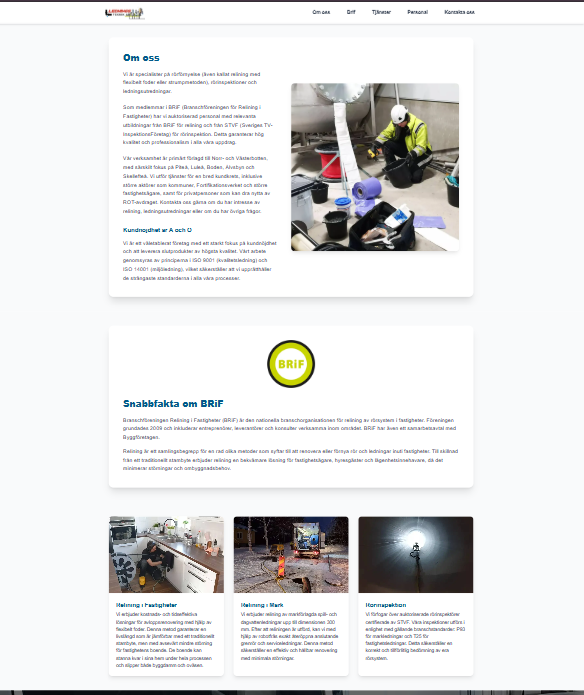 LEDNINGS
Om oss
Brif
Tjänster
Personal
Kontakta oss
Om oss
Vi är specialister på rörförnyelse (även kallat relining med
flexibelt foder eller strumpmetoden), rörinspektioner och
ledningsutredningar.
Som medlemmar i BRiF (Branschföreningen för Relining i
Fastigheter) har vi auktoriserad personal med relevanta
utbildningar från BRiF för relining och från STVF (Sveriges TV-
inspektionsFöretag) för rörinspektion. Detta garanterar hög
kvalitet och professionalism i alla våra uppdrag.
Vår verksamhet är primärt förlagd till Norr- och Västerbotten,
med särskilt fokus på Piteå, Luleå, Boden, Älvsbyn och
Skellefteå. Vi utför tjänster för en bred kundkrets, inklusive
större aktörer som kommuner, Fortifikationsverket och större
fastighetsägare, samt för privatpersoner som kan dra nytta av
ROT-avdraget. Kontakta oss gärna om du har intresse av
relining, ledningsutredningar eller om du har övriga frågor.
Kundnöjdhet är A och O
Vi är ett väletablerat företag med ett starkt fokus på kundnöjdhet
och att leverera slutprodukter av högsta kvalitet. Vårt arbete
genomsyras av principerna i ISO 9001 (kvalitetsledning) och
ISO 14001 (miljöledning), vilket säkerställer att vi upprätthåller
de strängaste standarderna i alla våra processer.
BRiF
Snabbfakta om BRiF
Branschföreningen Relining i Fastigheter (BRiF) är den nationella branschorganisationen för relining av rörsystem i fastigheter. Föreningen
grundades 2009 och inkluderar entreprenörer, leverantörer och konsulter verksamma inom området. BRiF har även ett samarbetsavtal med
Byggföretagen.
Relining är ett samlingsbegrepp för en rad olika metoder som syftar till att renovera eller förnya rör och ledningar inuti fastigheter. Till skillnad
från ett traditionellt stambyte erbjuder relining en bekvämare lösning för fastighetsägare, hyresgäster och lägenhetsinnehavare, då det
minimerar störningar och ombyggnadsbehov.
Relining i Fastigheter
Vi erbjuder kostnads- och tidseffektiva
lösningar för avloppsrenovering med hjälp av
flexibelt foder. Denna metod garanterar en
livslängd som är jämförbar med ett traditionellt
stambyte, men med avsevärt mindre störning
för fastighetens boende. De boende kan
stanna kvar i sina hem under hela processen
och slipper både byggdamm och oväsen.
Relining i Mark
Vi erbjuder relining av markförlagda spill- och
dagvattenledningar upp till dimensionen 300
mm. Efter att reliningen är utförd, kan vi med
hjälp av robotfräs exakt återöppna anslutande
grenrör och servisledningar. Denna metod
säkerställer en effektiv och hållbar renovering
med minimala störningar.
Rörinspektion
Vi förfogar över auktoriserade rörinspektörer
certifierade av STVF. Våra inspektioner utförs i
enlighet med gällande branschstandarder: P93
för markledningar och T25 för
fastighetsledningar. Detta säkerställer en
korrekt och tillförlitlig bedömning av era
rörsystem.